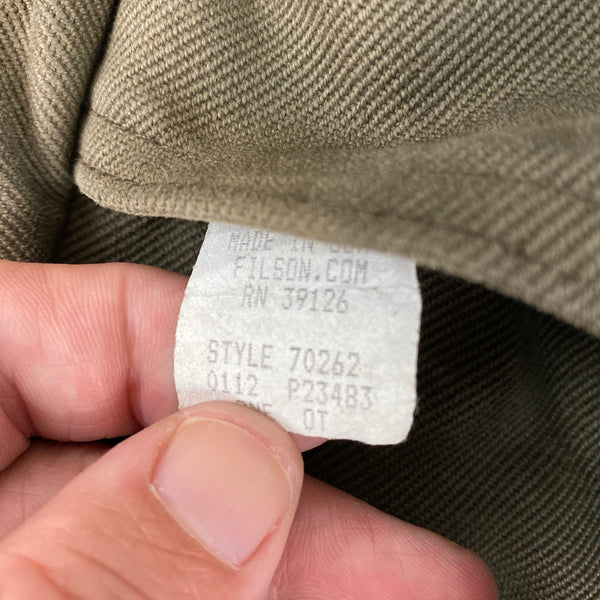 MADE IN
FILSON.COM
RN 39126
STYLE 70262
0112 P23483
OT